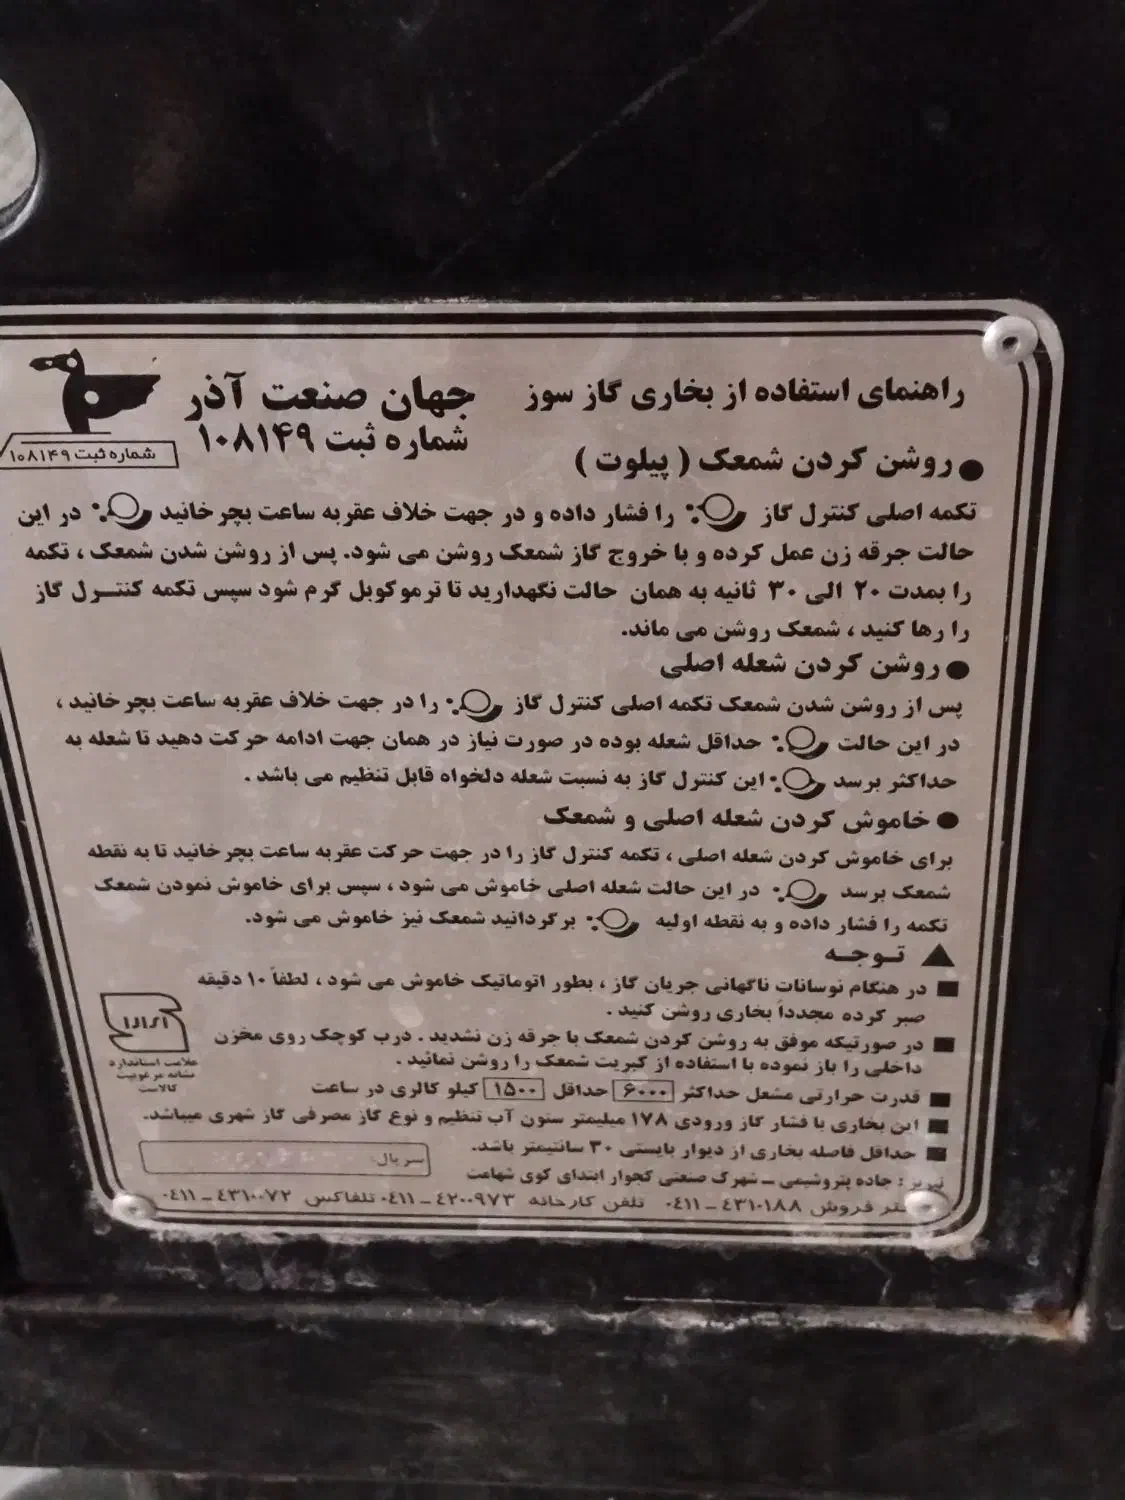 راهنمای استفاده از بخاری گاز سوز
جهان صنعت آذر
شماره ثبت ۱۰۸۱۴۹
شماره ثبت ۱۰۸۱۴۹
● روشن کردن شمعک ( پیلوت )
تکمه اصلی کنترل گاز را فشار داده و در جهت خلاف عقربه ساعت بچرخانید در این
حالت جرقه زن عمل کرده و با خروج گاز شمعک روشن می شود. پس از روشن شدن شمعک ، تکمه
را بمدت ۲۰ الی ۳۰ ثانیه به همان حالت نگهدارید تا ترموکوبل گرم شود سپس تکمه کنتــرل گاز
را رها کنید ، شمعک روشن می ماند.
● روشن کردن شعله اصلی
پس از روشن شدن شمعک تکمه اصلی کنترل گاز را در جهت خلاف عقربه ساعت بچرخانید ،
در این حالت حداقل شعله بوده در صورت نیاز در همان جهت ادامه حرکت دهید تا شعله به
حداکثر برسد این کنترل گاز به نسبت شعله دلخواه قابل تنظیم می باشد .
● خاموش کردن شعله اصلی و شمعک
برای خاموش کردن شعله اصلی ، تکمه کنترل گاز را در جهت حرکت عقربه ساعت بچرخانید تا به نقطه
شمعک برسد در این حالت شعله اصلی خاموش می شود ، سپس برای خاموش نمودن شمعک
تکمه را فشار داده و به نقطه اولیه برگردانید شمعک نیز خاموش می شود.
▲ تـوجـه
■ در هنگام نوسانات ناگهانی جریان گاز ، بطور اتوماتیک خاموش می شود ، لطفاً ۱۰ دقیقه
صبر کرده مجدداً بخاری روشن کنید .
■ در صورتیکه موفق به روشن کردن شمعک با جرقه زن نشدید . درب کوچک روی مخزن
داخلی را باز نموده با استفاده از کبریت شمعک را روشن نمائید .
■ قدرت حرارتی مشعل حداکثر ۶۰۰۰ حداقل ۱۵۰۰ کیلو کالری در ساعت
■ این بخاری با فشار گاز ورودی ۱۷۸ میلیمتر ستون آب تنظیم و نوع گاز مصرفی گاز شهری میباشد.
■ حداقل فاصله بخاری از دیوار بایستی ۳۰ سانتیمتر باشد.
علامت استاندارد
نشانه مرغوبیت
کالاست
سریال:
تبریز : جاده پتروشیمی ــ شهرک صنعتی کجوار ابتدای کوی شهامت
فروش ۴۳۱۰۱۸۸ ــ ۰۴۱۱ تلفن کارخانه ۴۲۰۰۹۷۳ ــ ۰۴۱۱ تلفاکس ۴۳۱۰۰۷۲ ــ ۰۴۱۱